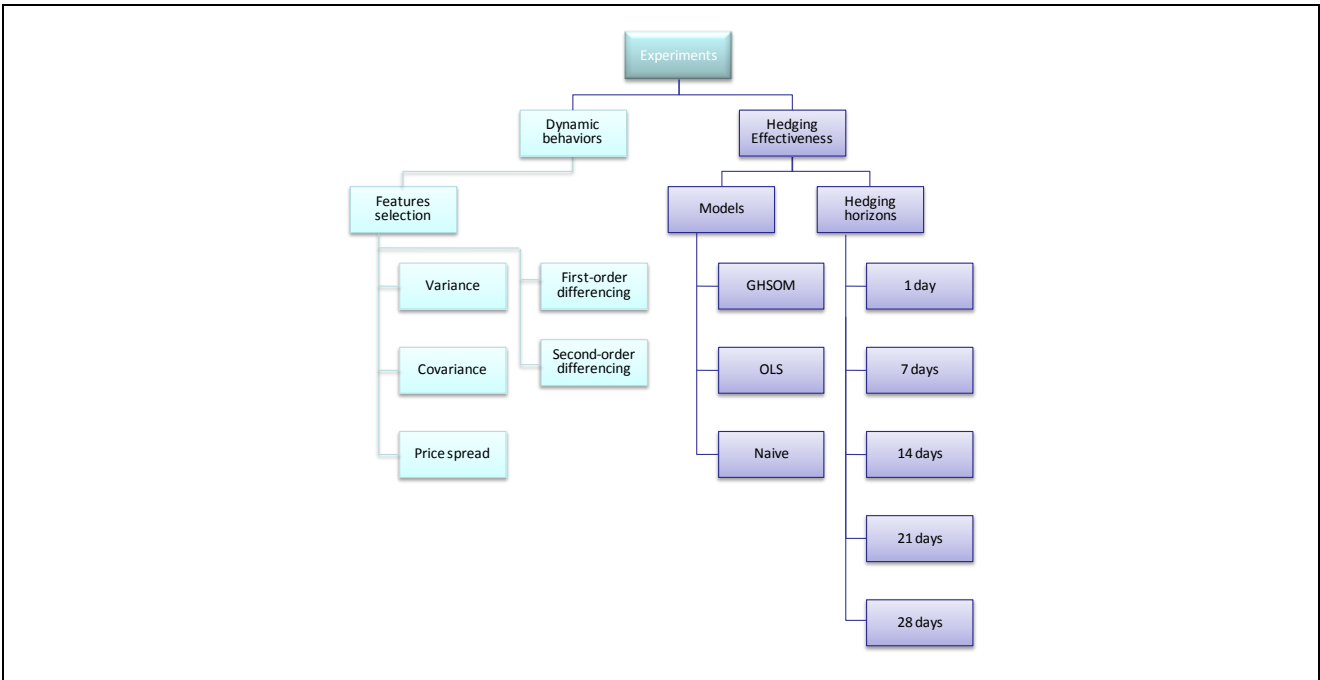 Experiments
Dynamic
behaviors
Hedging
Effectiveness
Features
selection
Models
Hedging
horizons
Variance
First-order
differencing
GHSOM
1 day
Covariance
Second-order
differencing
OLS
7 days
Price spread
Naive
14 days
21 days
28 days